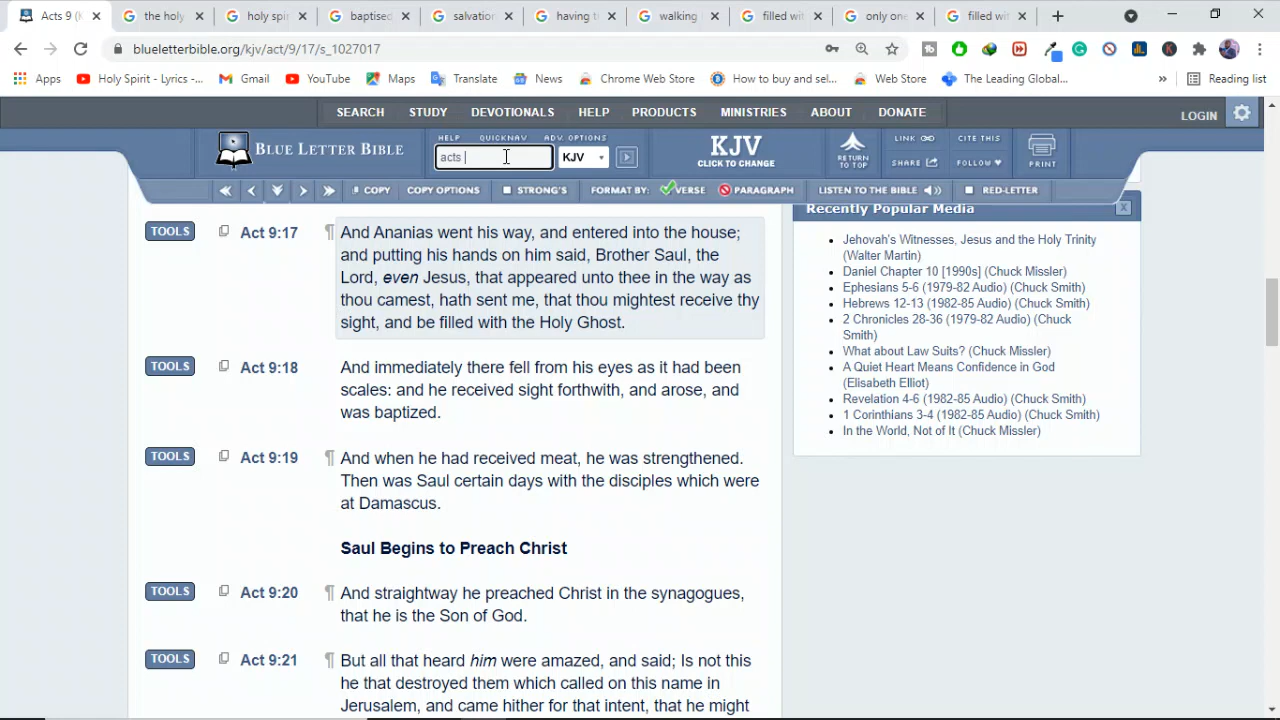 Acts 9 (K
the holy
holy spi
baptised
salvation
having t
walking
filled wit
only one
filled wit
blueletterbible.org/kjv/act/9/17/s_1027017
Apps
Holy Spirit - Lyrics -...
Gmail
YouTube
Maps
Translate
News
Chrome Web Store
How to buy and sel...
Web Store
The Leading Global...
»
Reading list
SEARCH STUDY DEVOTIONALS HELP PRODUCTS MINISTRIES ABOUT DONATE
LOGIN
BLUE LETTER BIBLE
HELP QUICKNAV ADV. OPTIONS
acts
KJV
KJV
CLICK TO CHANGE
RETURN
TO TOP
LINK
CITE THIS
SHARE
FOLLOW
PRINT
COPY COPY OPTIONS STRONG'S FORMAT BY: VERSE PARAGRAPH LISTEN TO THE BIBLE RED-LETTER
TOOLS Act 9:17 ¶ And Ananias went his way, and entered into the house;
and putting his hands on him said, Brother Saul, the
Lord, even Jesus, that appeared unto thee in the way as
thou camest, hath sent me, that thou mightest receive thy
sight, and be filled with the Holy Ghost.
TOOLS Act 9:18 And immediately there fell from his eyes as it had been
scales: and he received sight forthwith, and arose, and
was baptized.
TOOLS Act 9:19 ¶ And when he had received meat, he was strengthened.
Then was Saul certain days with the disciples which were
at Damascus.
Saul Begins to Preach Christ
TOOLS Act 9:20 ¶ And straightway he preached Christ in the synagogues,
that he is the Son of God.
TOOLS Act 9:21 But all that heard him were amazed, and said; Is not this
he that destroyed them which called on this name in
Jerusalem, and came hither for that intent, that he might
Recently Popular Media
X
• Jehovah's Witnesses, Jesus and the Holy Trinity
(Walter Martin)
• Daniel Chapter 10 [1990s] (Chuck Missler)
• Ephesians 5-6 (1979-82 Audio) (Chuck Smith)
• Hebrews 12-13 (1982-85 Audio) (Chuck Smith)
• 2 Chronicles 28-36 (1979-82 Audio) (Chuck
Smith)
• What about Law Suits? (Chuck Missler)
• A Quiet Heart Means Confidence in God
(Elisabeth Elliot)
• Revelation 4-6 (1982-85 Audio) (Chuck Smith)
• 1 Corinthians 3-4 (1982-85 Audio) (Chuck Smith)
• In the World, Not of It (Chuck Missler)